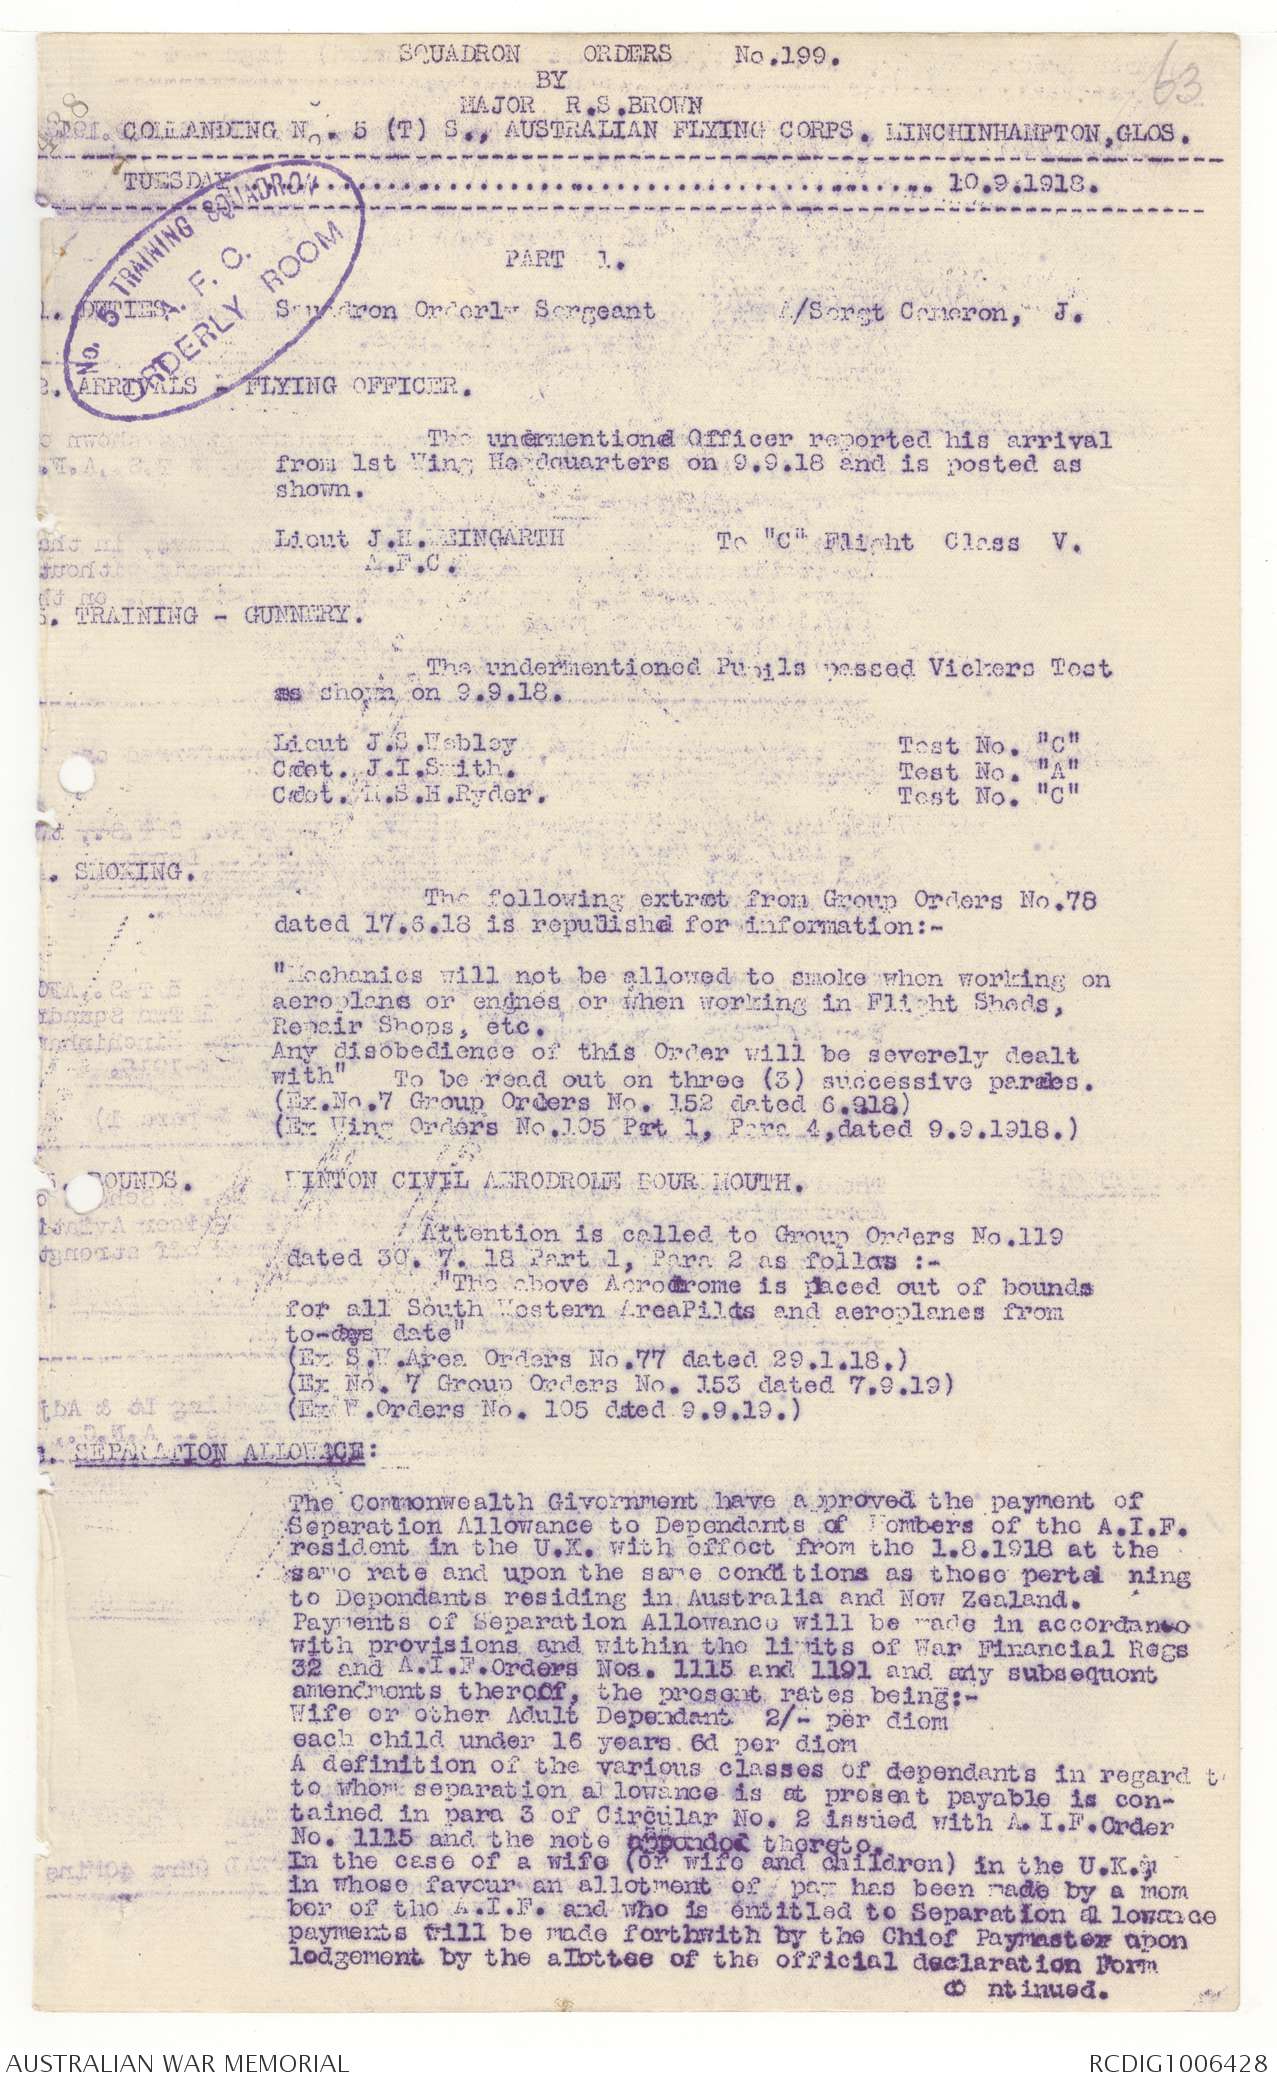 SQUADRON ORDERS No.199.
BY
MAJOR R.S.BROWN
COMMANDING No. 5 (T) S., AUSTRALIAN FLYING CORPS. LINCHINHAMPTON,GLOS.
TUESDAY ........................................ 10.9.1918.
63
No. 5 TRAINING SQUADRON
A. F. C.
ORDERLY ROOM
PART 1.
1. DUTIES Squadron Orderly Sergeant A/Sergt Cameron, J.
2. ARRIVALS - FLYING OFFICER.
The undermentioned Officer reported his arrival
from 1st Wing Headquarters on 9.9.18 and is posted as
shown.
Lieut J.H.WEINGARTH To "C" Flight Class V.
A.F.C.
3. TRAINING - GUNNERY.
The undermentioned Pupils passed Vickers Test
as shown on 9.9.18.
Lieut J.S.Webley Test No. "C"
Cadet. J.I.Smith. Test No. "A"
Cadet. H.S.H.Ryder. Test No. "C"
. SMOKING.
The following extract from Group Orders No.78
dated 17.6.18 is republished for information:-
"Mechanics will not be allowed to smoke when working on
aeroplane or engines or when working in Flight Sheds,
Repair Shops, etc.
Any disobedience of this Order will be severely dealt
with" To be read out on three (3) successive parades.
(Ex.No.7 Group Orders No. 152 dated 6.918)
(Ex Wing Orders No.105 Part 1, Para 4,dated 9.9.1918.)
BOUNDS. WINTON CIVIL AERODROME BOURNMOUTH.
Attention is called to Group Orders No.119
dated 30. 7. 18 Part 1, Para 2 as follows :-
"The above Aerodrome is placed out of bounds
for all South Western AreaPilots and aeroplanes from
to-days date"
(Ex S.W.Area Orders No.77 dated 29.1.18.)
(Ex No. 7 Group Orders No. 153 dated 7.9.19)
(Ex W.Orders No. 105 dated 9.9.19.)
. SEPARATION ALLOWACE:
The Commonwealth Givernment have approved the payment of
Separation Allowance to Dependants of Members of the A.I.F.
resident in the U.K. with effect from the 1.8.1918 at the
same rate and upon the same conditions as those pertai ning
to Dependants residing in Australia and New Zealand.
Payments of Separation Allowance will be made in accordance
with provisions and within the limits of War Financial Regs
32 and A.I.F.Orders Nos. 1115 and 1191 and any subsequent
amendments thereof, the present rates being:-
Wife or other Adult Dependant 2/- per diem
each child under 16 years 6d per diem
A definition of the various classes of dependants in regard t
to whom separation allowance is at present payable is con-
tained in para 3 of Circular No. 2 issued with A.I.F.Order
No. 1115 and the note appended thereto.
In the case of a wife (or wife and children) in the U.K.,
in whose favour an allotment of pay has been made by a mem
ber of the A.I.F. and who is entitled to Separation al lowance
payments will be made forthwith by the Chief Paymaster upon
lodgement by the allottee of the official declaration Form
co ntinued.
AUSTRALIAN WAR MEMORIAL RCDIG1006428